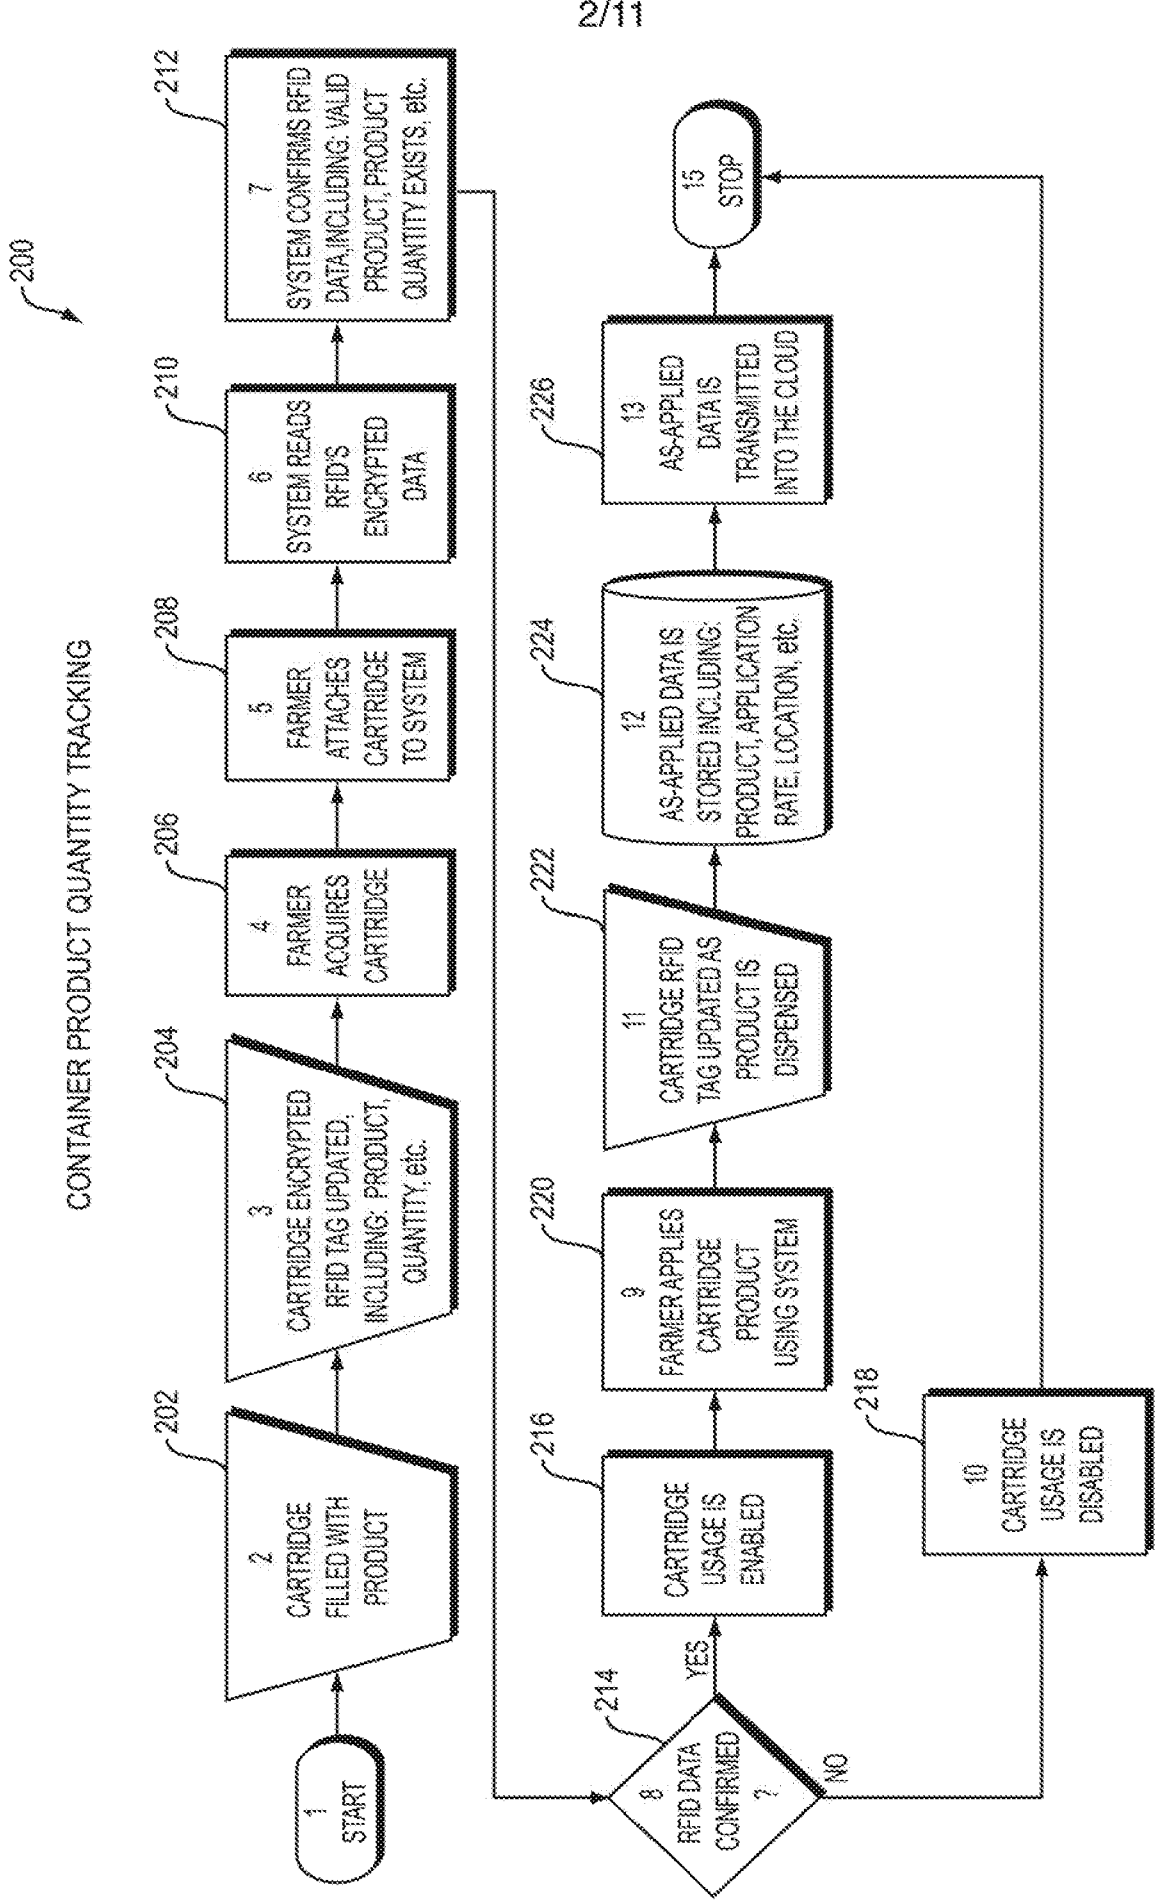 2/11
CONTAINER PRODUCT QUANTITY TRACKING
200
1
START
202
2
CARTRIDGE
FILLED WITH
PRODUCT
204
3
CARTRIDGE ENCRYPTED
RFID TAG UPDATED,
INCLUDING: PRODUCT,
QUANTITY, etc.
206
4
FARMER
ACQUIRES
CARTRIDGE
208
5
FARMER
ATTACHES
CARTRIDGE
TO SYSTEM
210
6
SYSTEM READS
RFID'S
ENCRYPTED
DATA
212
7
SYSTEM CONFIRMS RFID
DATA,INCLUDING: VALID
PRODUCT, PRODUCT
QUANTITY EXISTS, etc.
214
8
RFID DATA
CONFIRMED
?
YES
NO
216
CARTRIDGE
USAGE IS
ENABLED
220
9
FARMER APPLIES
CARTRIDGE
PRODUCT
USING SYSTEM
222
11
CARTRIDGE RFID
TAG UPDATED AS
PRODUCT IS
DISPENSED
224
12
AS-APPLIED DATA IS
STORED INCLUDING:
PRODUCT, APPLICATION
RATE, LOCATION, etc.
226
13
AS-APPLIED
DATA IS
TRANSMITTED
INTO THE CLOUD
15
STOP
218
10
CARTRIDGE
USAGE IS
DISABLED